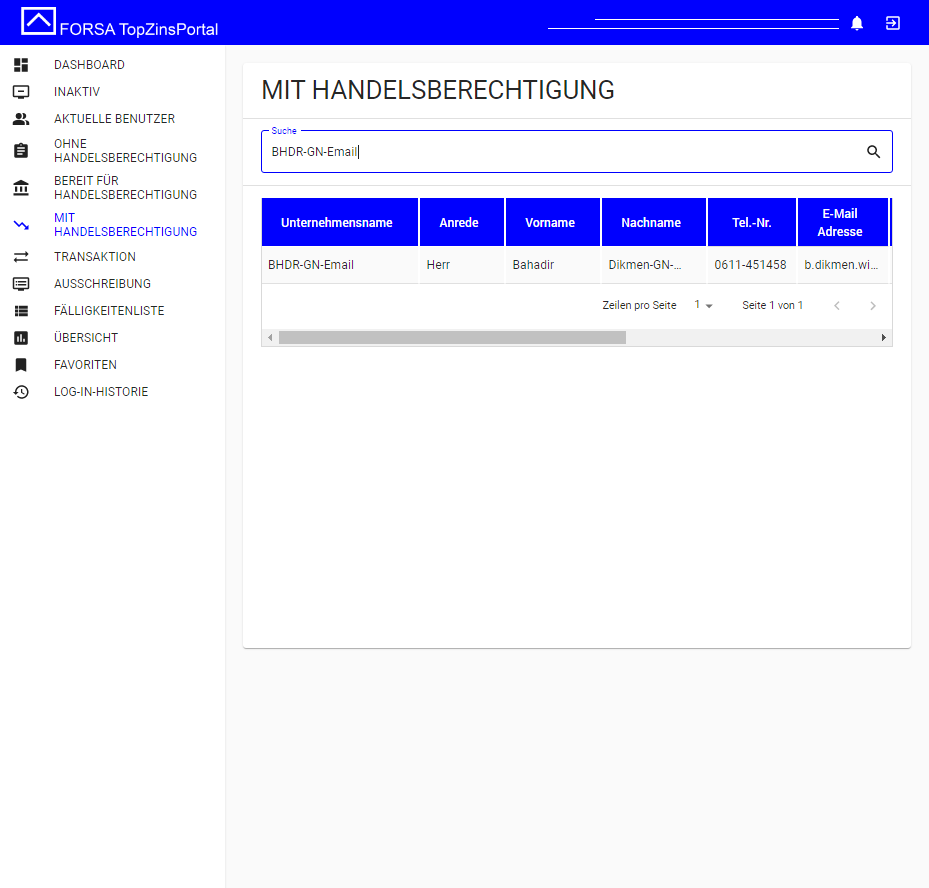 FORSA TopZinsPortal
DASHBOARD
INAKTIV
AKTUELLE BENUTZER
OHNE
HANDELSBERECHTIGUNG
BEREIT FÜR
HANDELSBERECHTIGUNG
MIT
HANDELSBERECHTIGUNG
TRANSAKTION
AUSSCHREIBUNG
FÄLLIGKEITENLISTE
ÜBERSICHT
FAVORITEN
LOG-IN-HISTORIE
MIT HANDELSBERECHTIGUNG
Suche
BHDR-GN-Email
Unternehmensname Anrede Vorname Nachname Tel.-Nr. E-Mail Adresse
BHDR-GN-Email Herr Bahadir Dikmen-GN-... 0611-451458 b.dikmen.wi...
Zeilen pro Seite 1 Seite 1 von 1